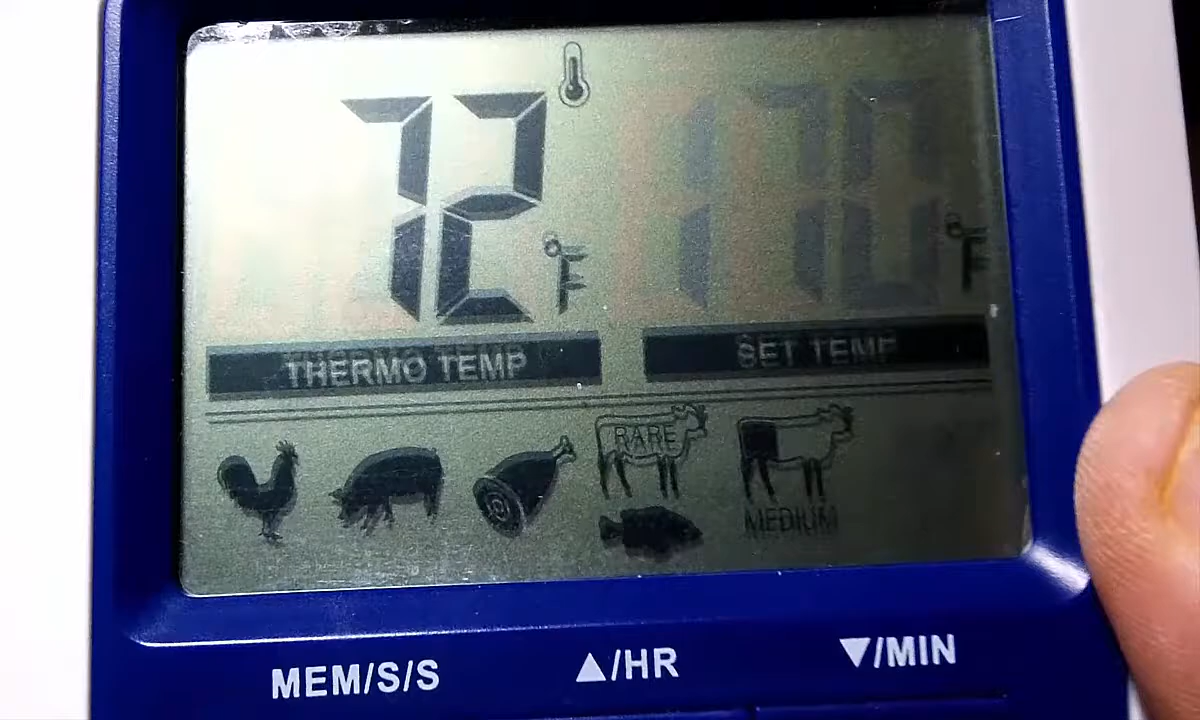 72 °F 170 °F
THERMO TEMP SET TEMP
RARE
MEDIUM
MEM/S/S ▲/HR ▼/MIN